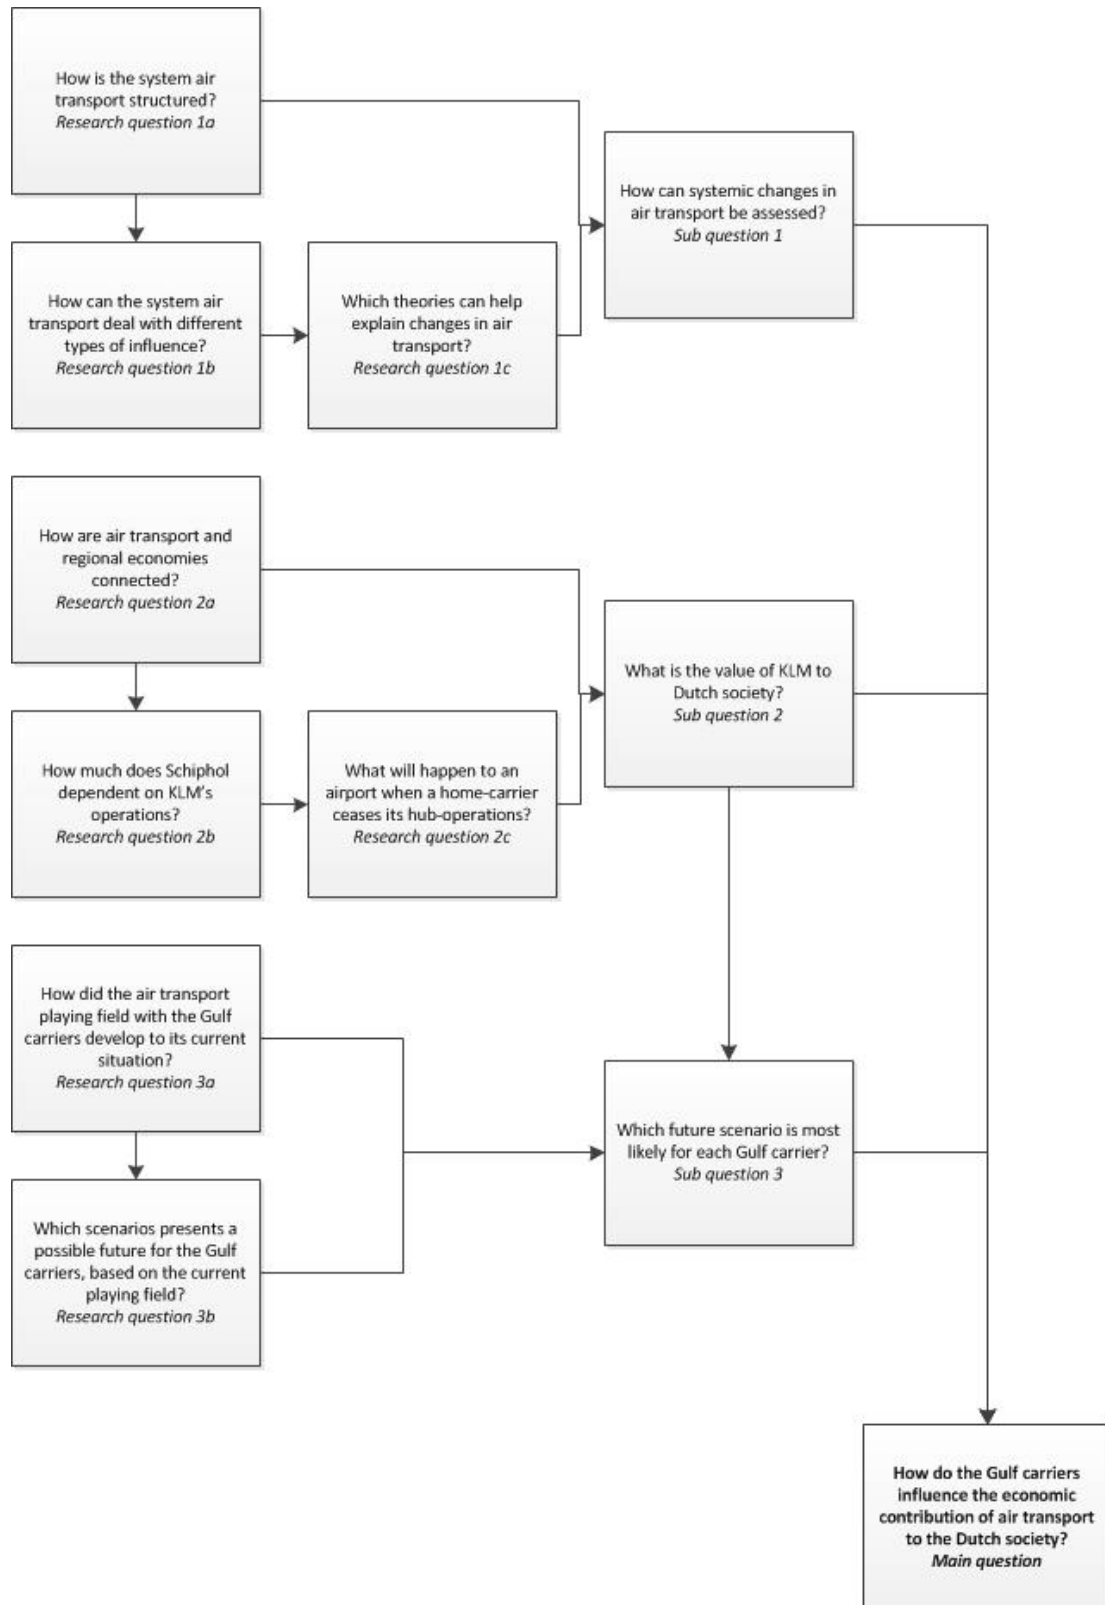 How is the system air
transport structured?
Research question 1a
How can systemic changes in
air transport be assessed?
Sub question 1
How can the system air
transport deal with different
types of influence?
Research question 1b
Which theories can help
explain changes in air
transport?
Research question 1c
How are air transport and
regional economies
connected?
Research question 2a
What is the value of KLM to
Dutch society?
Sub question 2
How much does Schiphol
dependent on KLM's
operations?
Research question 2b
What will happen to an
airport when a home-carrier
ceases its hub-operations?
Research question 2c
How did the air transport
playing field with the Gulf
carriers develop to its current
situation?
Research question 3a
Which future scenario is most
likely for each Gulf carrier?
Sub question 3
Which scenarios presents a
possible future for the Gulf
carriers, based on the current
playing field?
Research question 3b
How do the Gulf carriers
influence the economic
contribution of air transport
to the Dutch society?
Main question